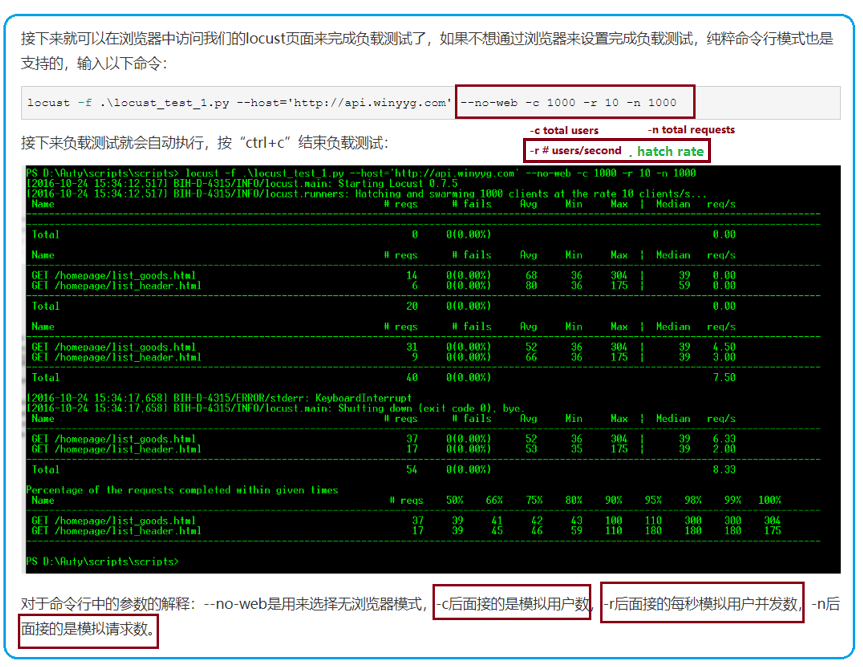 接下来就可以在浏览器中访问我们的locust页面来完成负载测试了，如果不想通过浏览器来设置完成负载测试，纯粹命令行模式也是
支持的，输入以下命令：
locust -f .\locust_test_1.py --host='http://api.winyyg.com' --no-web -c 1000 -r 10 -n 1000
接下来负载测试就会自动执行，按“ctrl+c”结束负载测试：
-c total users -n total requests
-r # users/second , hatch rate
PS D:\Auty\scripts\scripts> locust -f .\locust_test_1.py --host='http://api.winyyg.com' --no-web -c 1000 -r 10 -n 1000
[2016-10-24 15:34:12,517] BIH-D-4315/INFO/locust.main: Starting Locust 0.7.5
[2016-10-24 15:34:12,517] BIH-D-4315/INFO/locust.runners: Hatching and swarming 1000 clients at the rate 10 clients/s...
Name # reqs # fails Avg Min Max | Median req/s
Total 0 0(0.00%) 0.00
Name # reqs # fails Avg Min Max | Median req/s
GET /homepage/list_goods.html 14 0(0.00%) 68 36 304 | 39 0.00
GET /homepage/list_header.html 6 0(0.00%) 80 36 175 | 59 0.00
Total 20 0(0.00%) 0.00
Name # reqs # fails Avg Min Max | Median req/s
GET /homepage/list_goods.html 31 0(0.00%) 52 36 304 | 39 4.50
GET /homepage/list_header.html 9 0(0.00%) 66 36 175 | 39 3.00
Total 40 0(0.00%) 7.50
[2016-10-24 15:34:17,658] BIH-D-4315/ERROR/stderr: KeyboardInterrupt
[2016-10-24 15:34:17,658] BIH-D-4315/INFO/locust.main: Shutting down (exit code 0), bye.
Name # reqs # fails Avg Min Max | Median req/s
GET /homepage/list_goods.html 37 0(0.00%) 52 36 304 | 39 6.33
GET /homepage/list_header.html 17 0(0.00%) 53 35 175 | 39 2.00
Total 54 0(0.00%) 8.33
Percentage of the requests completed within given times
Name # reqs 50% 66% 75% 80% 90% 95% 98% 99% 100%
GET /homepage/list_goods.html 37 39 41 42 43 100 110 300 300 304
GET /homepage/list_header.html 17 39 45 46 59 110 180 180 180 175
PS D:\Auty\scripts\scripts>
对于命令行中的参数的解释：--no-web是用来选择无浏览器模式，-c后面接的是模拟用户数，-r后面接的每秒模拟用户并发数，-n后
面接的是模拟请求数。